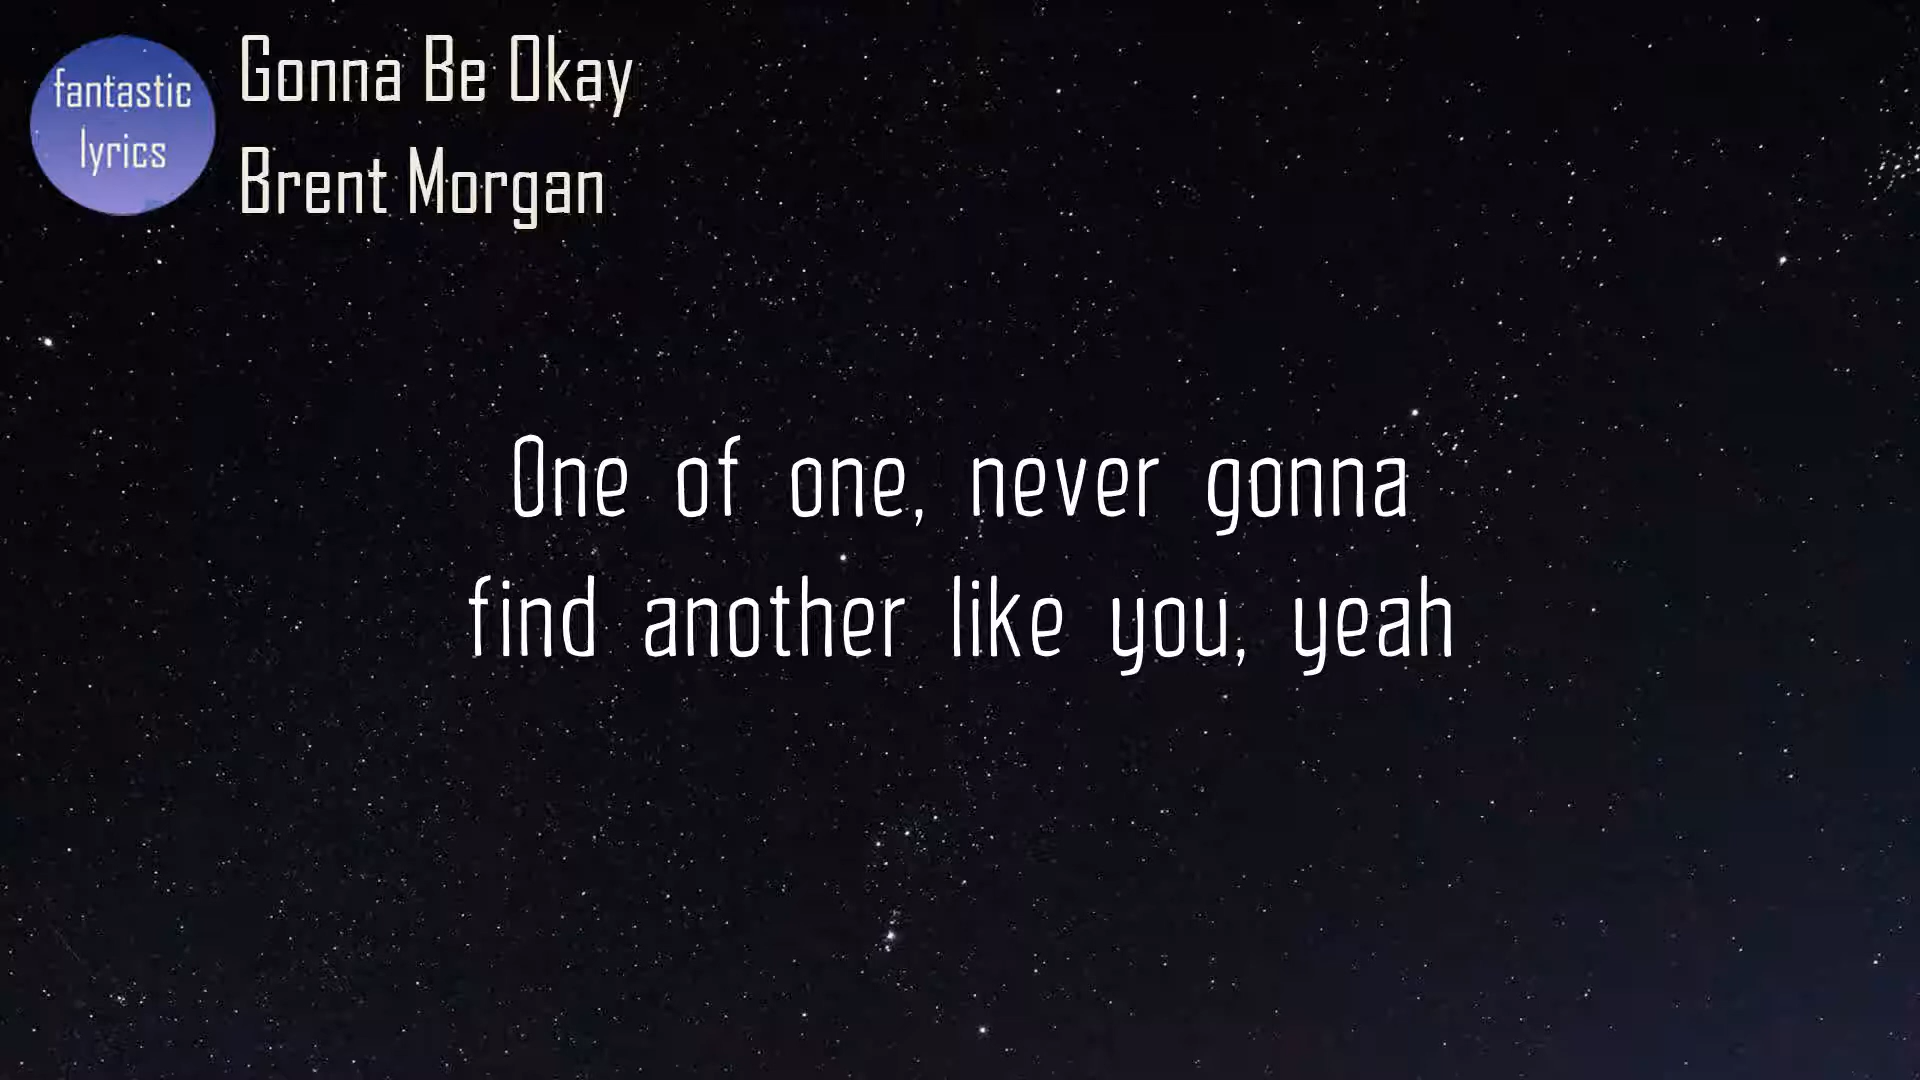 fantastic
lyrics
Gonna Be Okay
Brent Morgan
One of one, never gonna
find another like you, yeah